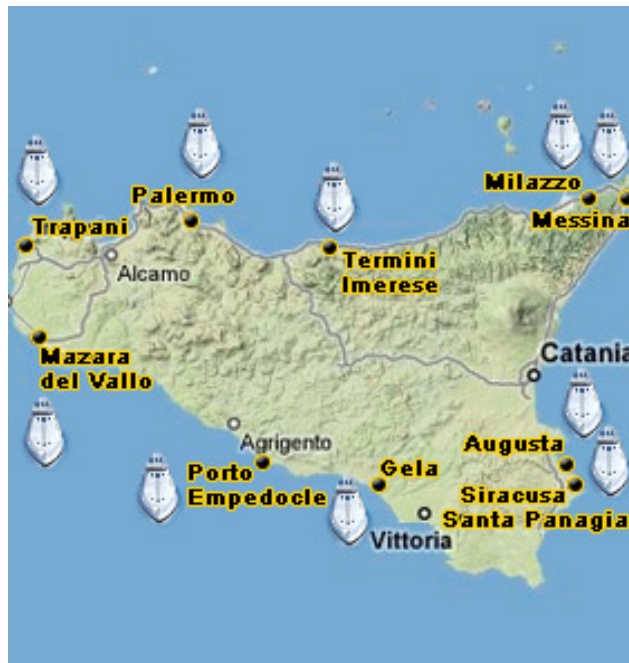 Milazzo
Palermo
Messina
Trapani
Termini
Imerese
Alcamo
Catania
Mazara
del Vallo
Agrigento
Augusta
Porto
Empedocle
Gela
Siracusa
Santa Panagia
Vittoria